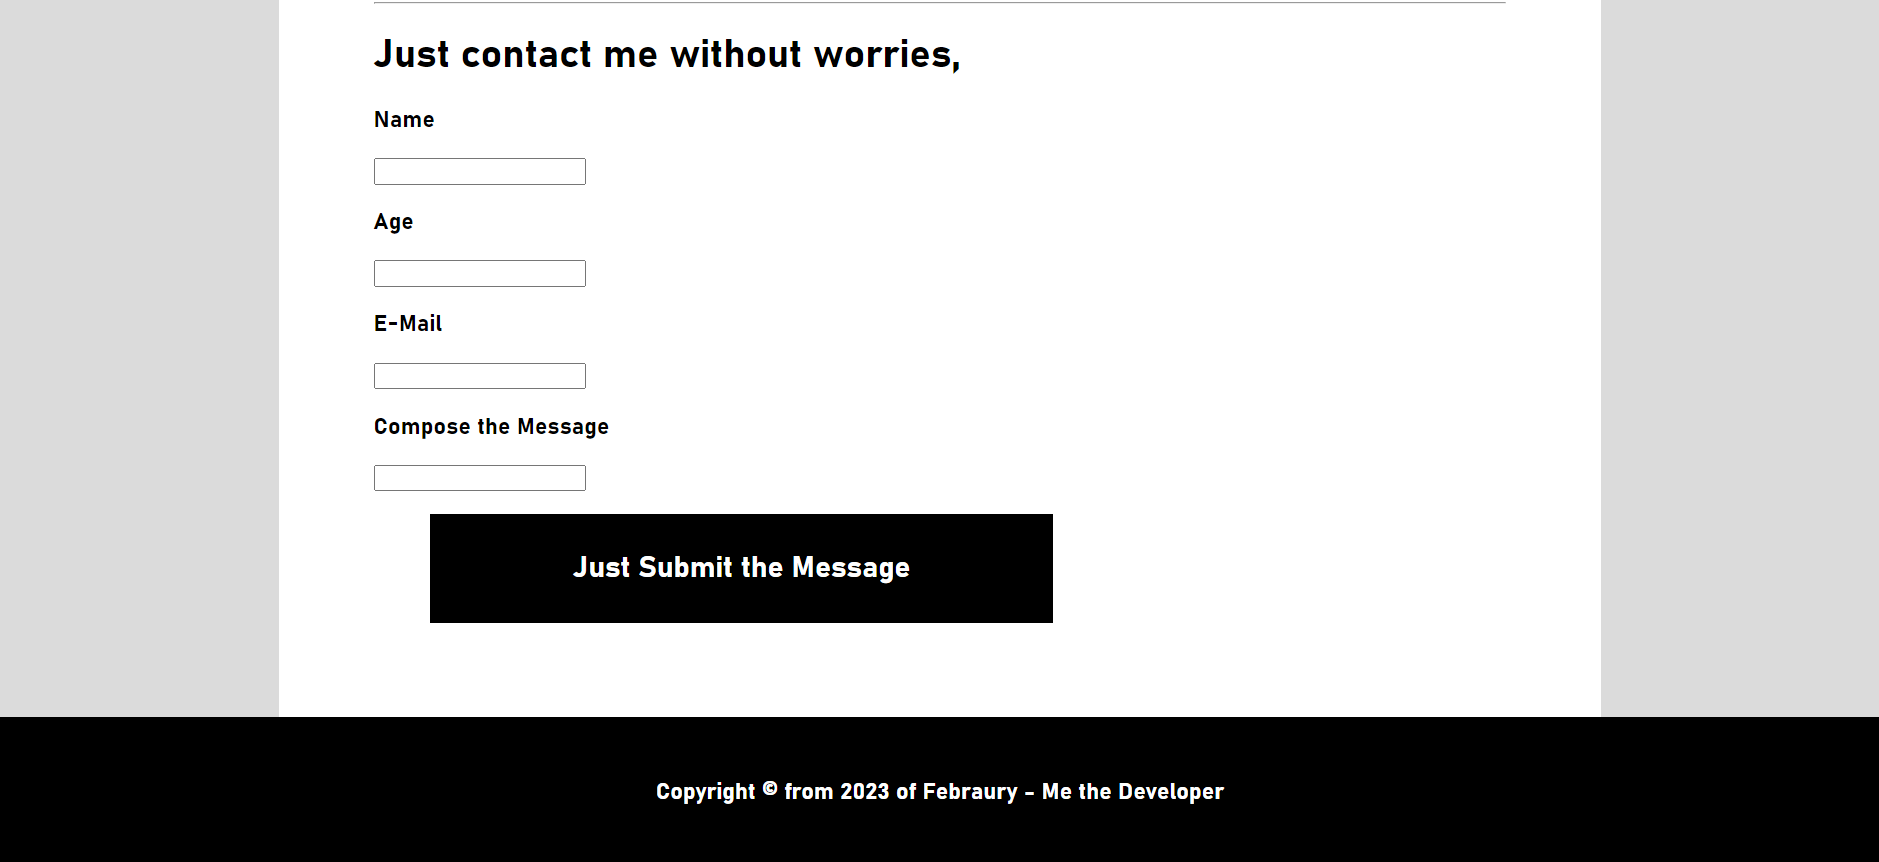 Just contact me without worries,
Name
Age
E-Mail
Compose the Message
Just Submit the Message
Copyright © from 2023 of Febraury - Me the Developer